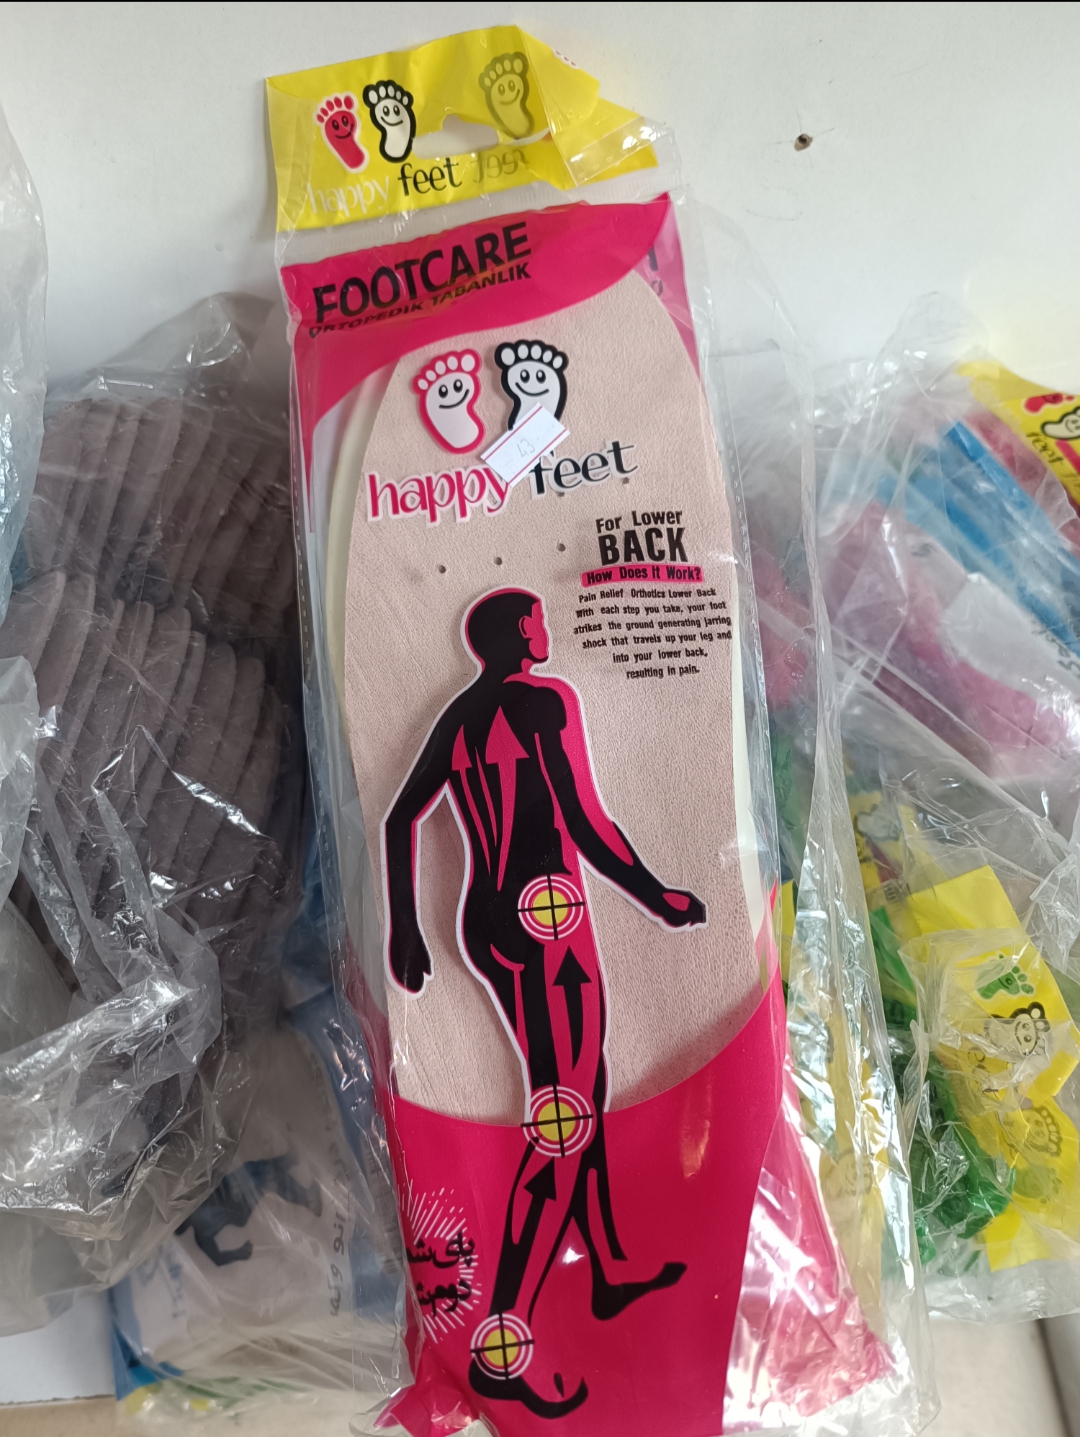 happy feet feet
FOOTCARE
ORTOPEDIK TABANLIK
43
happy feet
For Lower
BACK
How Does It Work?
Pain Relief Orthotics Lower Back
With each step you take, your foot
strikes the ground generating jarring
shock that travels up your leg and
into your lower back,
resulting in pain.